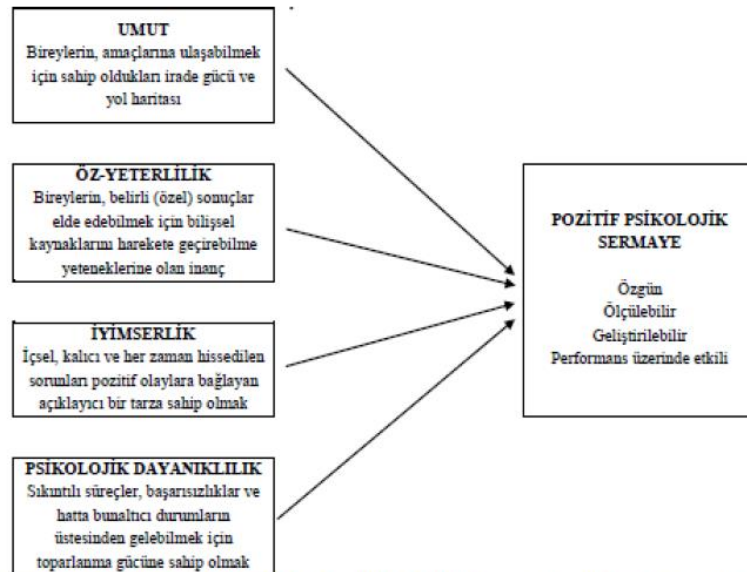 UMUT
Bireylerin, amaçlarına ulaşabilmek
için sahip oldukları irade gücü ve
yol haritası
ÖZ-YETERLİLİK
Bireylerin, belirli (özel) sonuçlar
elde edebilmek için bilişsel
kaynaklarını harekete geçirebilme
yeteneklerine olan inanç
İYİMSERLİK
İçsel, kalıcı ve her zaman hissedilen
sorunları pozitif olaylara bağlayan
açıklayıcı bir tarza sahip olmak
PSİKOLOJİK DAYANIKLILIK
Sıkıntılı süreçler, başarısızlıklar ve
hatta bunaltıcı durumların
üstesinden gelebilmek için
toparlanma gücüne sahip olmak
POZİTİF PSİKOLOJİK
SERMAYE
Özgün
Ölçülebilir
Geliştirilebilir
Performans üzerinde etkili